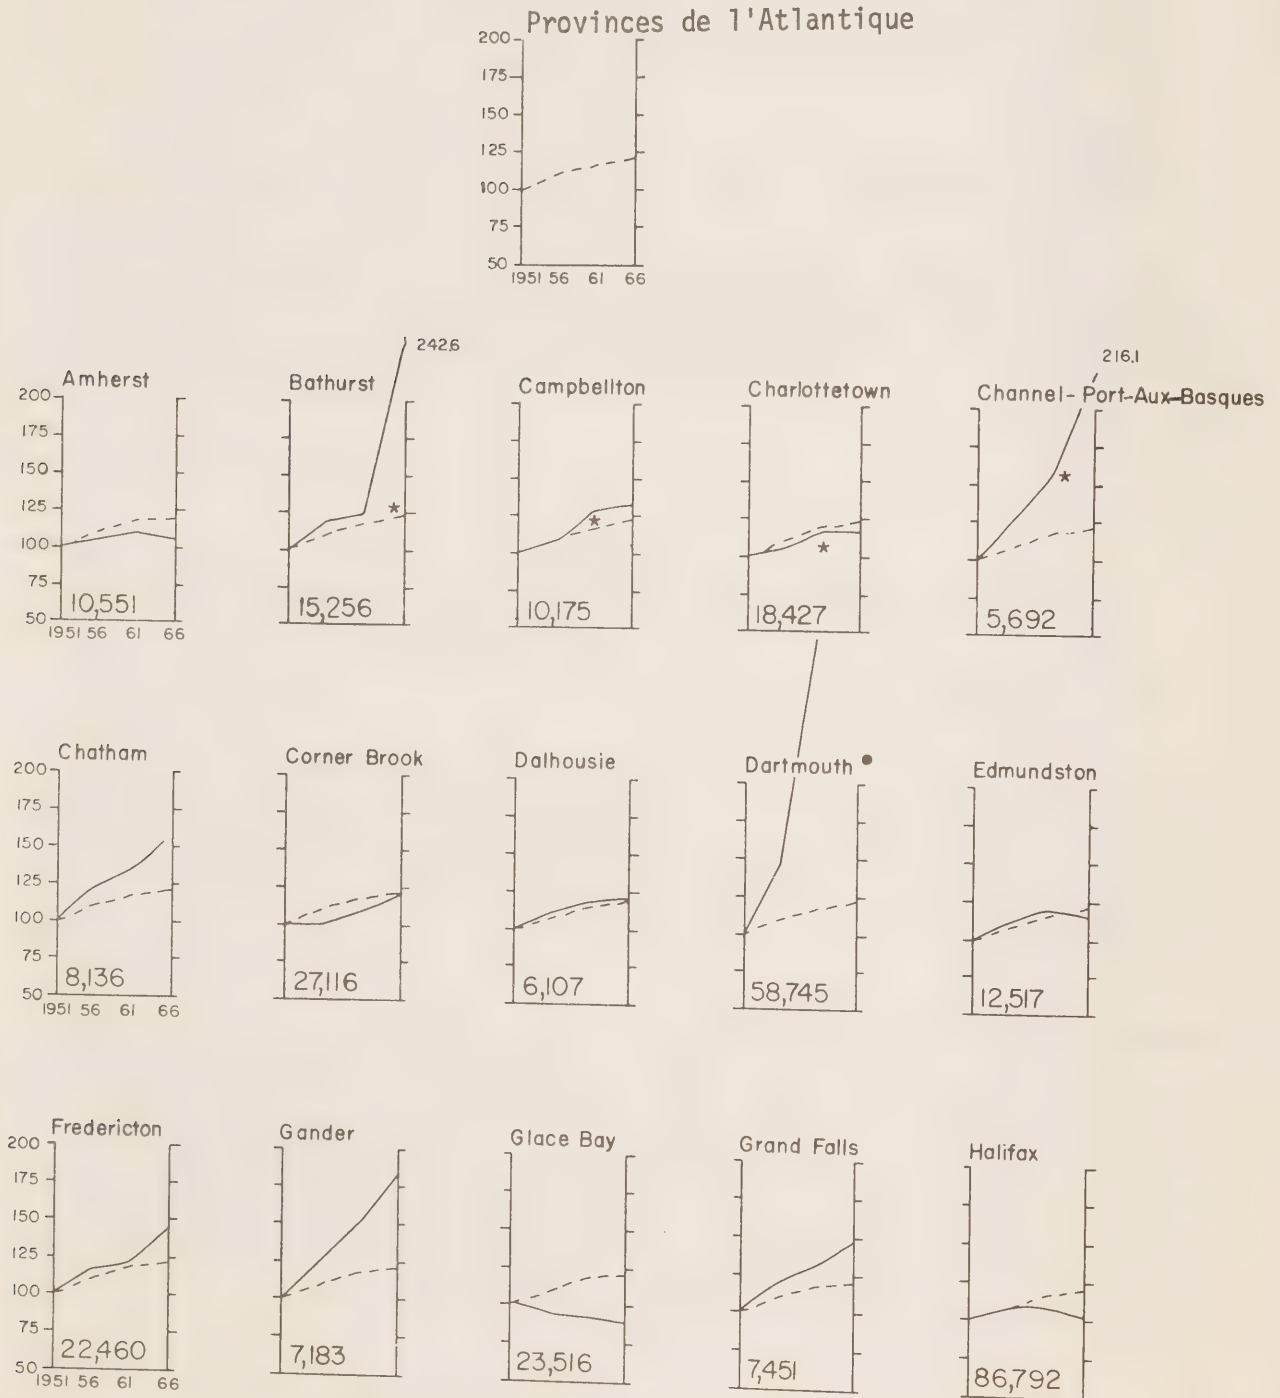 Provinces de l'Atlantique
200
175
150
125
100
75
50
1951 56 61 66
Amherst
200
175
150
125
100
75
50
10,551
1951 56 61 66
Bathurst
242.6
★
15,256
Campbellton
★
10,175
Charlottetown
★
18,427
Channel-Port-Aux-Basques
216.1
★
5,692
Chatham
200
175
150
125
100
75
50
8,136
1951 56 61 66
Corner Brook
27,116
Dalhousie
6,107
Dartmouth •
58,745
Edmundston
12,517
Fredericton
200
175
150
125
100
75
50
22,460
1951 56 61 66
Gander
7,183
Glace Bay
23,516
Grand Falls
7,451
Halifax
86,792